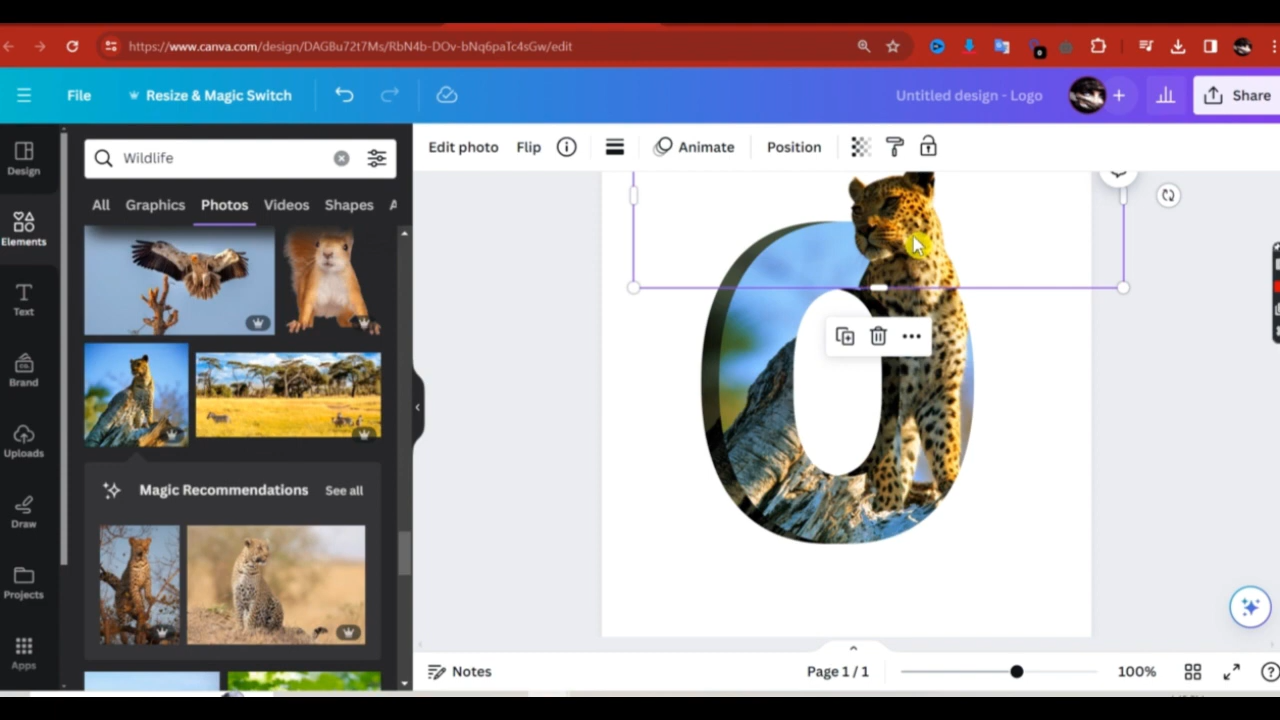 https://www.canva.com/design/DAGBu72t7Ms/RbN4b-DOv-bNq6paTc4sGw/edit
File
Resize & Magic Switch
Untitled design - Logo
Share
Design
Elements
Text
Brand
Uploads
Draw
Projects
Apps
Wildlife
All Graphics Photos Videos Shapes A
Magic Recommendations See all
Edit photo Flip Animate Position
O
Notes
Page 1 / 1
100%